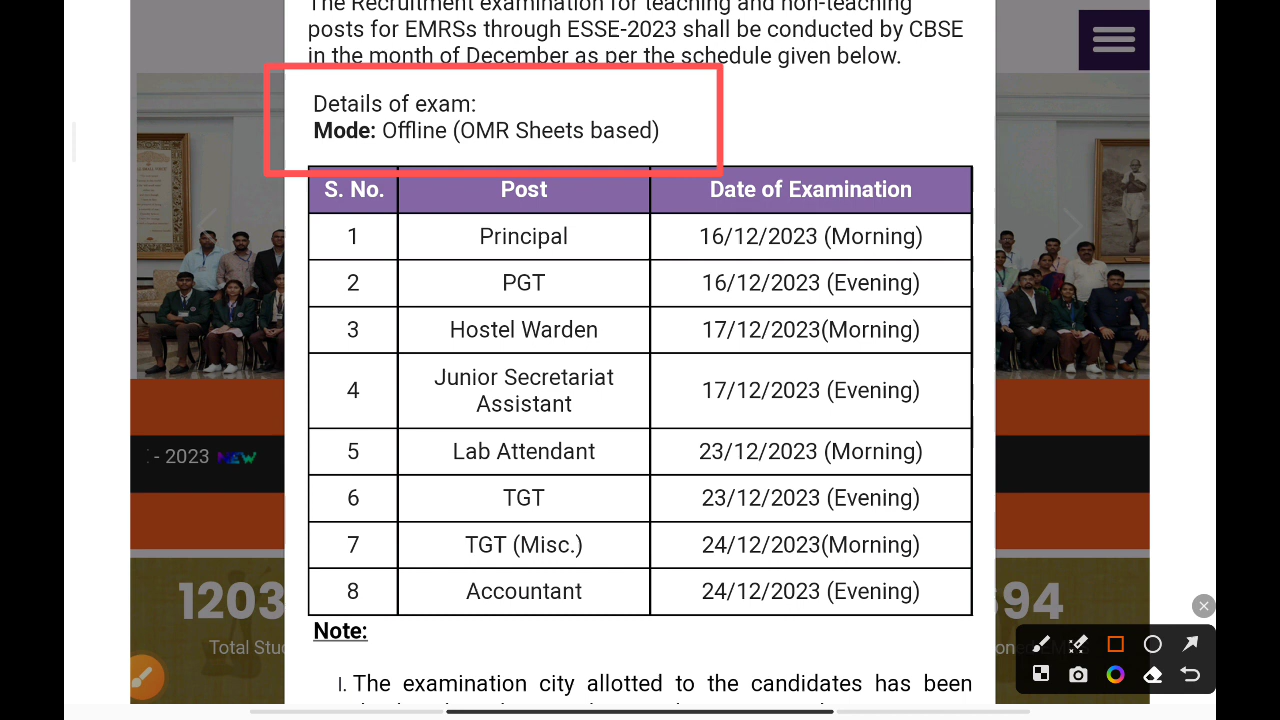 The Recruitment examination for teaching and non-teaching
posts for EMRSs through ESSE-2023 shall be conducted by CBSE
in the month of December as per the schedule given below.
Details of exam:
Mode: Offline (OMR Sheets based)
S. No. Post Date of Examination
1 Principal 16/12/2023 (Morning)
2 PGT 16/12/2023 (Evening)
3 Hostel Warden 17/12/2023(Morning)
4 Junior Secretariat Assistant 17/12/2023 (Evening)
5 Lab Attendant 23/12/2023 (Morning)
6 TGT 23/12/2023 (Evening)
7 TGT (Misc.) 24/12/2023(Morning)
8 Accountant 24/12/2023 (Evening)
Note:
I. The examination city allotted to the candidates has been
- 2023 NEW
1203
Total Stu
94